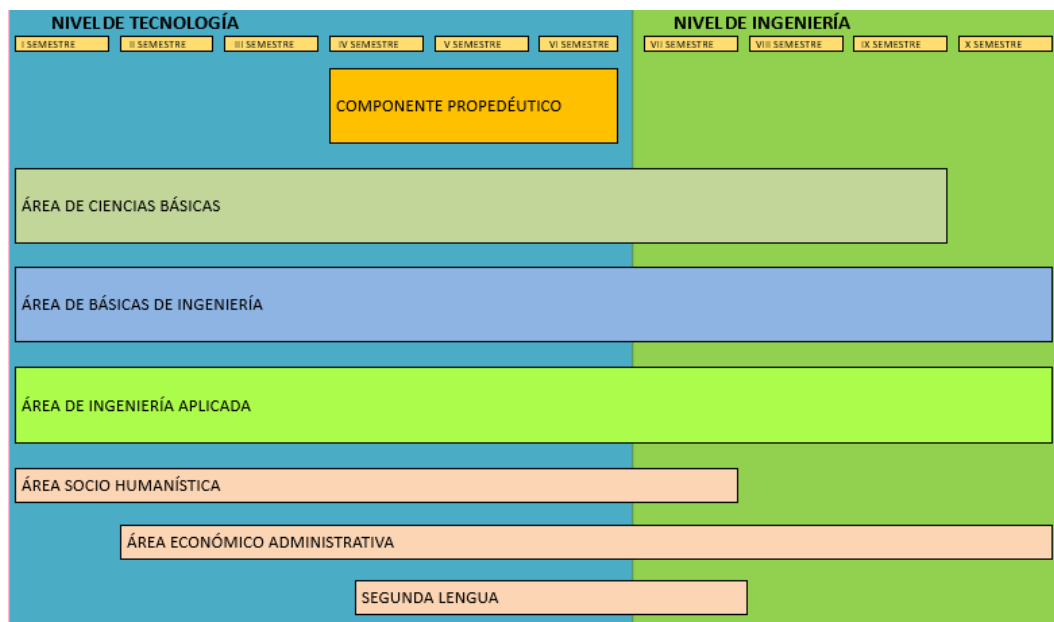 NIVEL DE TECNOLOGÍA
NIVEL DE INGENIERÍA
I SEMESTRE
II SEMESTRE
III SEMESTRE
IV SEMESTRE
V SEMESTRE
VI SEMESTRE
VII SEMESTRE
VIII SEMESTRE
IX SEMESTRE
X SEMESTRE
COMPONENTE PROPEDÉUTICO
ÁREA DE CIENCIAS BÁSICAS
ÁREA DE BÁSICAS DE INGENIERÍA
ÁREA DE INGENIERÍA APLICADA
ÁREA SOCIO HUMANÍSTICA
ÁREA ECONÓMICO ADMINISTRATIVA
SEGUNDA LENGUA